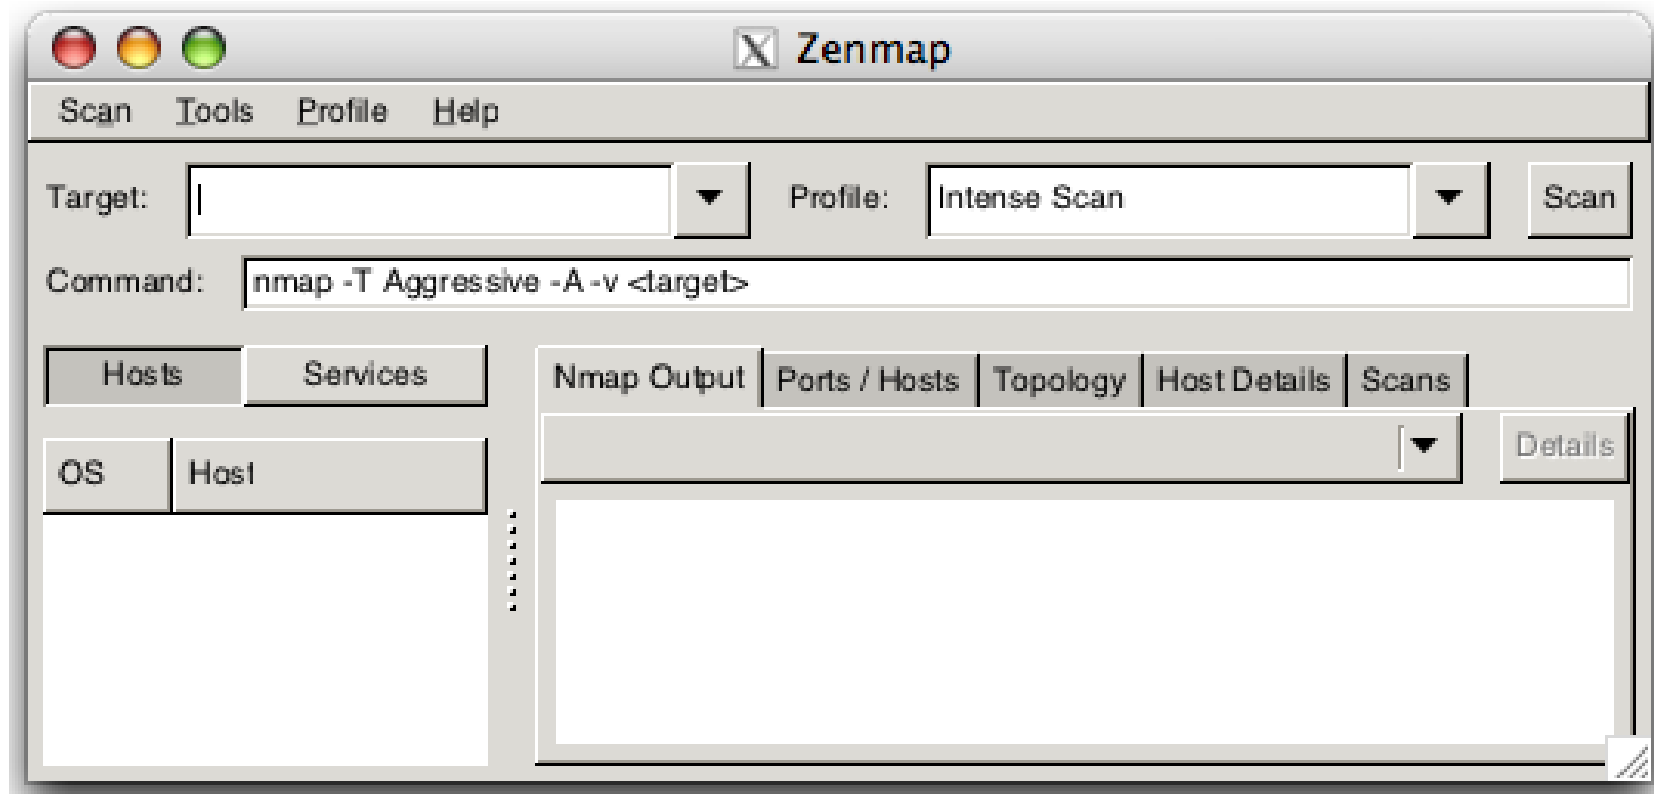 Zenmap
Scan Tools Profile Help
Target: Profile: Intense Scan Scan
Command: nmap -T Aggressive -A -v <target>
Hosts Services
Nmap Output Ports / Hosts Topology Host Details Scans
Details
OS Host